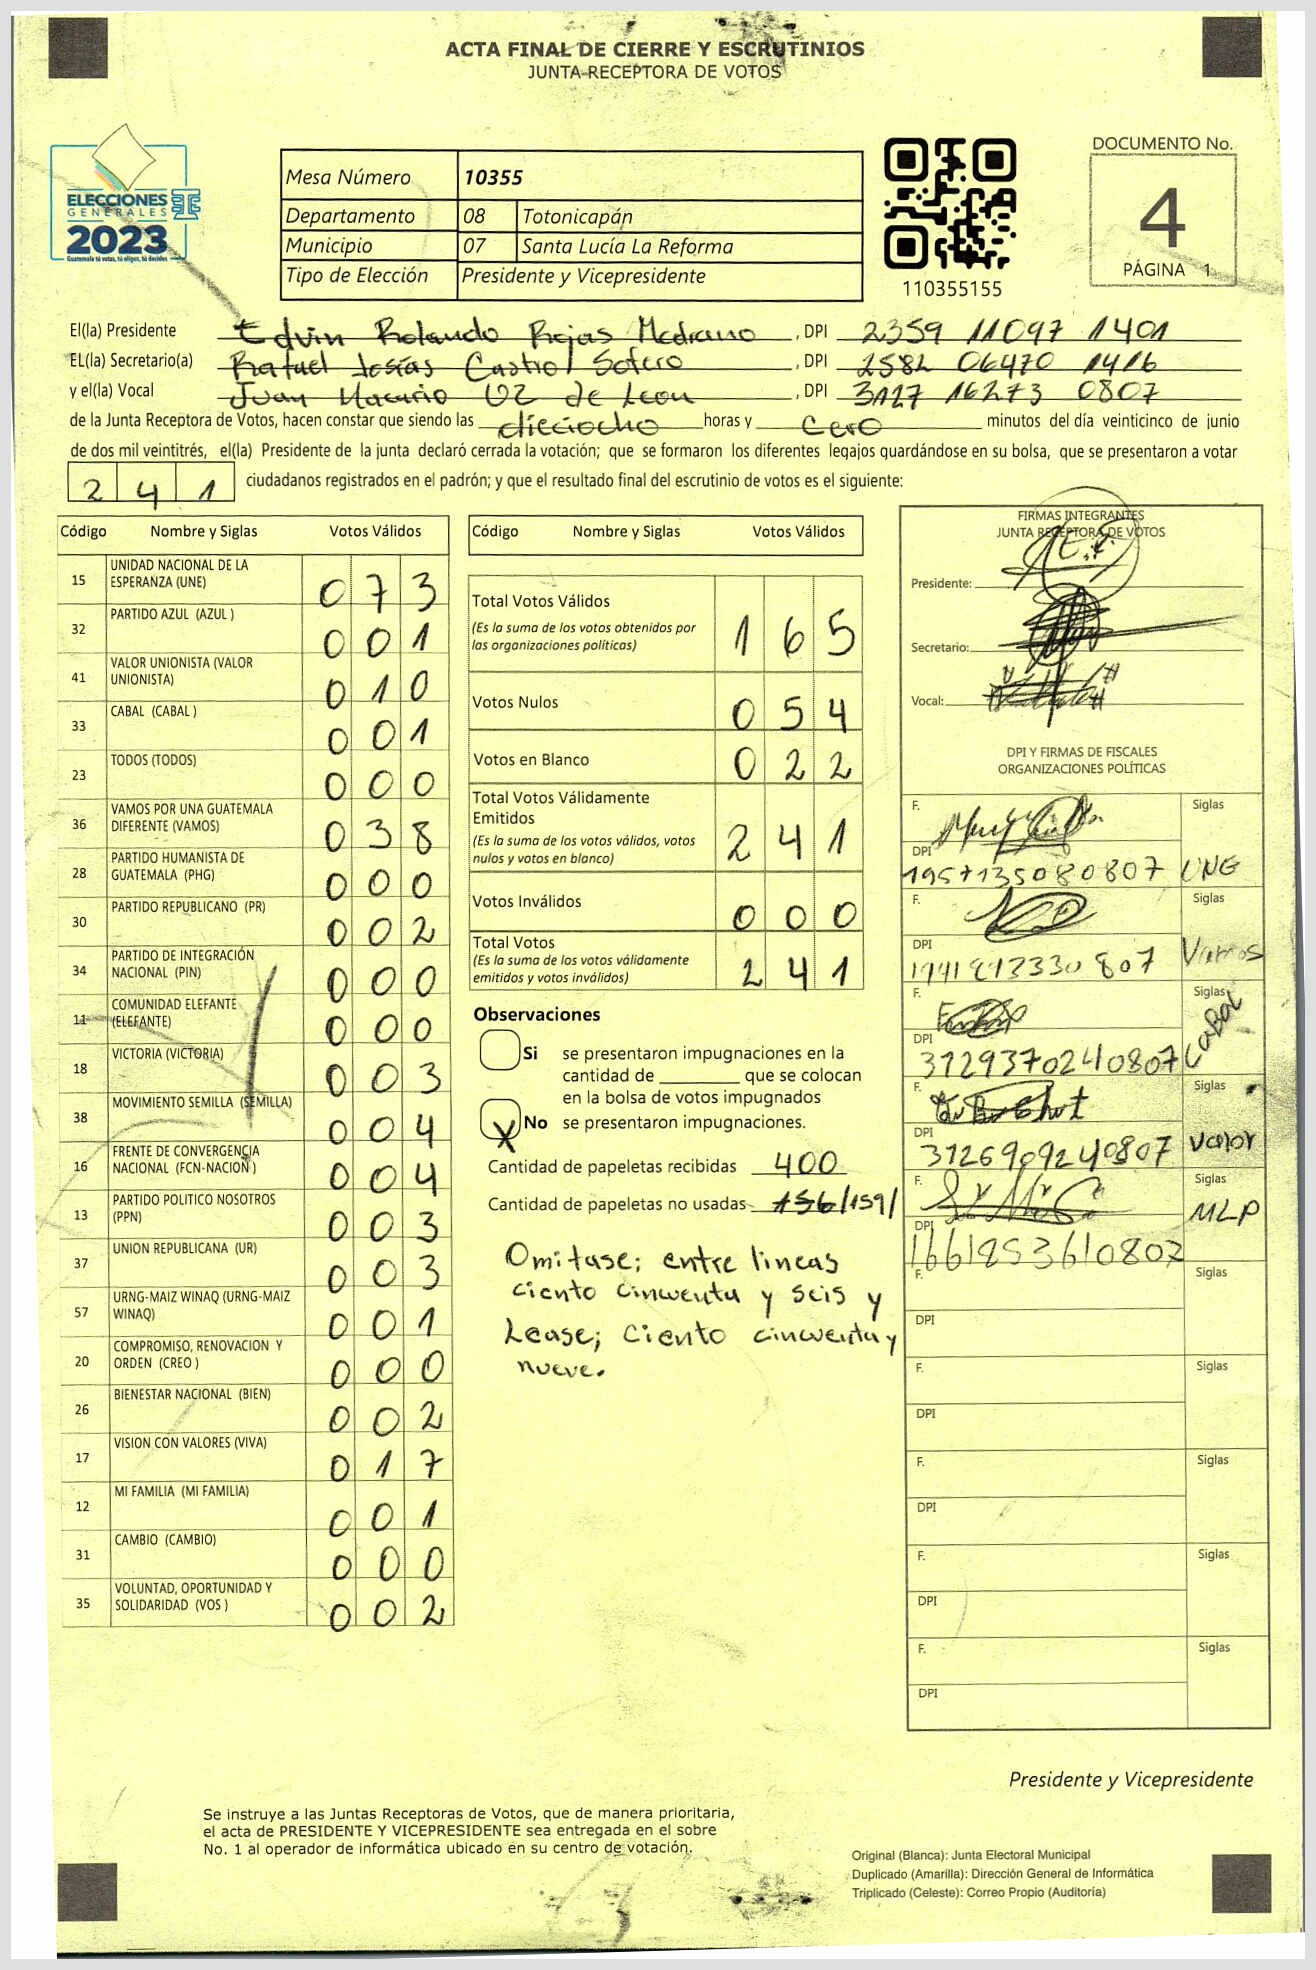 ACTA FINAL DE CIERRE Y ESCRUTINIOS
JUNTA RECEPTORA DE VOTOS
ELECCIONES
GENERALES
2023
Guatemala tú votas, tú eliges, tú decides
Mesa Número 10355
Departamento 08 Totonicapán
Municipio 07 Santa Lucía La Reforma
Tipo de Elección Presidente y Vicepresidente
110355155
DOCUMENTO No.
4
PÁGINA 1
El(la) Presidente Edvin Rolando Rojas Medrano , DPI 2359 11097 1401
EL(la) Secretario(a) Rafael Josías Castro Sotero , DPI 2582 06470 1416
y el(la) Vocal Juan Macario UZ de Leon , DPI 3127 16273 0807
de la Junta Receptora de Votos, hacen constar que siendo las dieciocho horas y cero minutos del día veinticinco de junio
de dos mil veintitrés, el(la) Presidente de la junta declaró cerrada la votación; que se formaron los diferentes legajos guardándose en su bolsa, que se presentaron a votar
2 4 1 ciudadanos registrados en el padrón; y que el resultado final del escrutinio de votos es el siguiente:
Código Nombre y Siglas Votos Válidos
15 UNIDAD NACIONAL DE LA ESPERANZA (UNE) 0 7 3
32 PARTIDO AZUL (AZUL ) 0 0 1
41 VALOR UNIONISTA (VALOR UNIONISTA) 0 1 0
33 CABAL (CABAL ) 0 0 1
23 TODOS (TODOS) 0 0 0
36 VAMOS POR UNA GUATEMALA DIFERENTE (VAMOS) 0 3 8
28 PARTIDO HUMANISTA DE GUATEMALA (PHG) 0 0 0
30 PARTIDO REPUBLICANO (PR) 0 0 2
34 PARTIDO DE INTEGRACIÓN NACIONAL (PIN) 0 0 0
11 COMUNIDAD ELEFANTE (ELEFANTE) 0 0 0
18 VICTORIA (VICTORIA) 0 0 3
38 MOVIMIENTO SEMILLA (SEMILLA) 0 0 4
16 FRENTE DE CONVERGENCIA NACIONAL (FCN-NACION ) 0 0 4
13 PARTIDO POLITICO NOSOTROS (PPN) 0 0 3
37 UNION REPUBLICANA (UR) 0 0 3
57 URNG-MAIZ WINAQ (URNG-MAIZ WINAQ) 0 0 1
20 COMPROMISO, RENOVACION Y ORDEN (CREO ) 0 0 0
26 BIENESTAR NACIONAL (BIEN) 0 0 2
17 VISION CON VALORES (VIVA) 0 1 7
12 MI FAMILIA (MI FAMILIA) 0 0 1
31 CAMBIO (CAMBIO) 0 0 0
35 VOLUNTAD, OPORTUNIDAD Y SOLIDARIDAD (VOS ) 0 0 2
Código Nombre y Siglas Votos Válidos
Total Votos Válidos 1 6 5
(Es la suma de los votos obtenidos por
las organizaciones políticas)
Votos Nulos 0 5 4
Votos en Blanco 0 2 2
Total Votos Válidamente
Emitidos 2 4 1
(Es la suma de los votos válidos, votos
nulos y votos en blanco)
Votos Inválidos 0 0 0
Total Votos 2 4 1
(Es la suma de los votos válidamente
emitidos y votos inválidos)
Observaciones
Si se presentaron impugnaciones en la
cantidad de ________ que se colocan
en la bolsa de votos impugnados
X No se presentaron impugnaciones.
Cantidad de papeletas recibidas 400
Cantidad de papeletas no usadas 156/159/
Omitase; entre lineas
ciento cincuenta y seis y
Lease; ciento cincuenta y
nueve.
FIRMAS INTEGRANTES
JUNTA RECEPTORA DE VOTOS
Presidente:
Secretario:
Vocal:
DPI Y FIRMAS DE FISCALES
ORGANIZACIONES POLÍTICAS
F. Siglas
DPI
1957135080807 UNE
F. Siglas
DPI
Vamos
F. Siglas
DPI
3729370240807 CABAL
F. Siglas
DPI
3126909240807 Valor
F. Siglas
DPI
1661253610807 MLP
F. Siglas
DPI
F. Siglas
DPI
F. Siglas
DPI
F. Siglas
DPI
F. Siglas
DPI
Presidente y Vicepresidente
Se instruye a las Juntas Receptoras de Votos, que de manera prioritaria,
el acta de PRESIDENTE Y VICEPRESIDENTE sea entregada en el sobre
No. 1 al operador de informática ubicado en su centro de votación.
Original (Blanca): Junta Electoral Municipal
Duplicado (Amarilla): Dirección General de Informática
Triplicado (Celeste): Correo Propio (Auditoría)